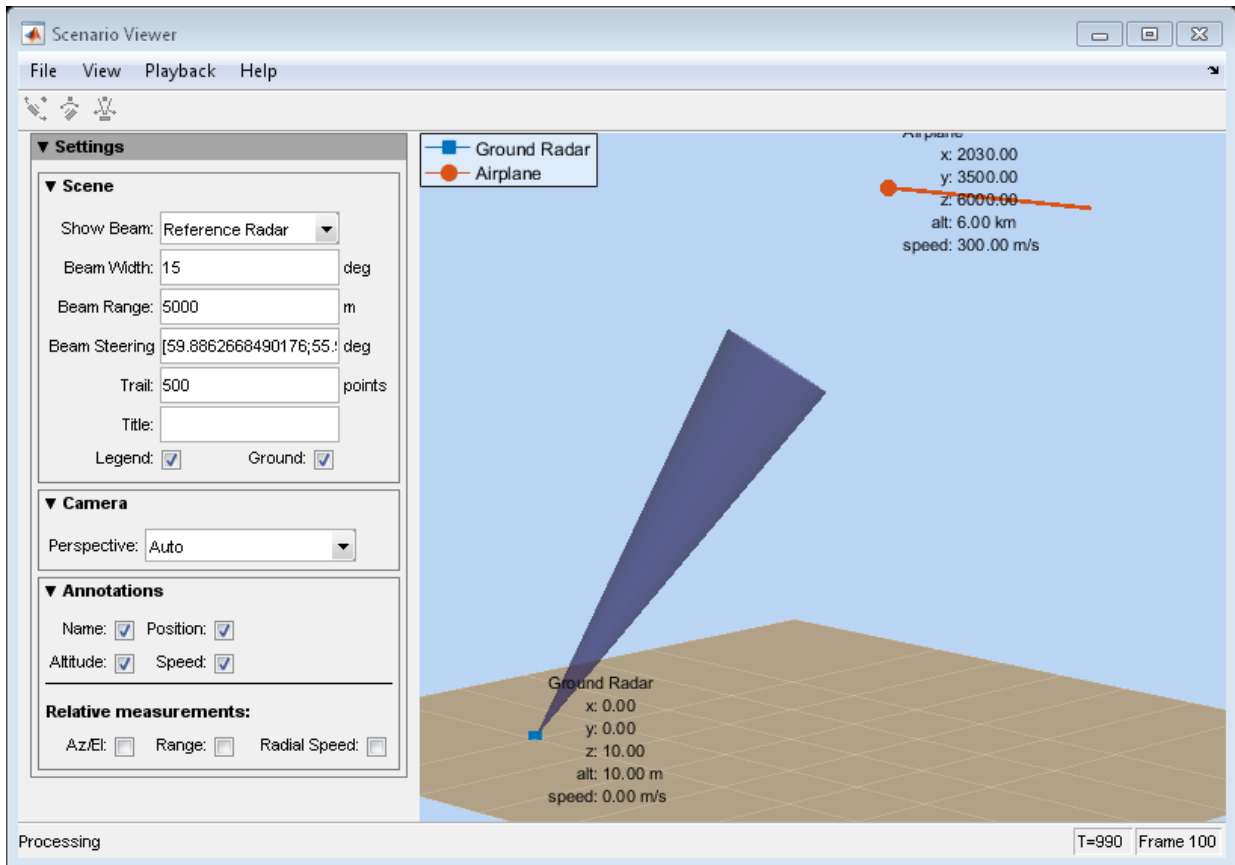 Scenario Viewer
File View Playback Help
▼ Settings
▼ Scene
Show Beam: Reference Radar
Beam Width: 15 deg
Beam Range: 5000 m
Beam Steering [59.8862668490176;55. deg
Trail: 500 points
Title:
Legend: Ground:
▼ Camera
Perspective: Auto
▼ Annotations
Name: Position:
Altitude: Speed:
Relative measurements:
Az/El: Range: Radial Speed:
Ground Radar
Airplane
Airplane
x: 2030.00
y: 3500.00
z: 6000.00
alt: 6.00 km
speed: 300.00 m/s
Ground Radar
x: 0.00
y: 0.00
z: 10.00
alt: 10.00 m
speed: 0.00 m/s
Processing
T=990 Frame 100